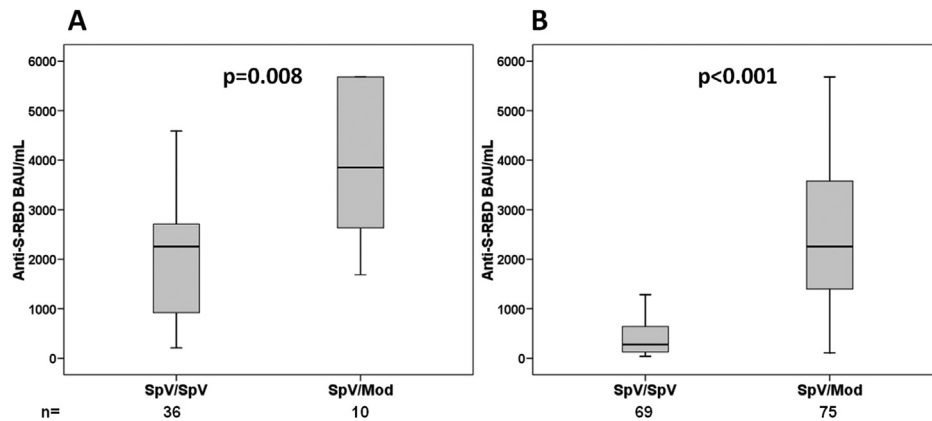 A
B
p=0.008
p<0.001
Anti-S-RBD BAU/mL
6000
5000
4000
3000
2000
1000
0
Anti-S-RBD BAU/mL
6000
5000
4000
3000
2000
1000
0
SpV/SpV SpV/Mod
SpV/SpV SpV/Mod
n= 36 10
69 75